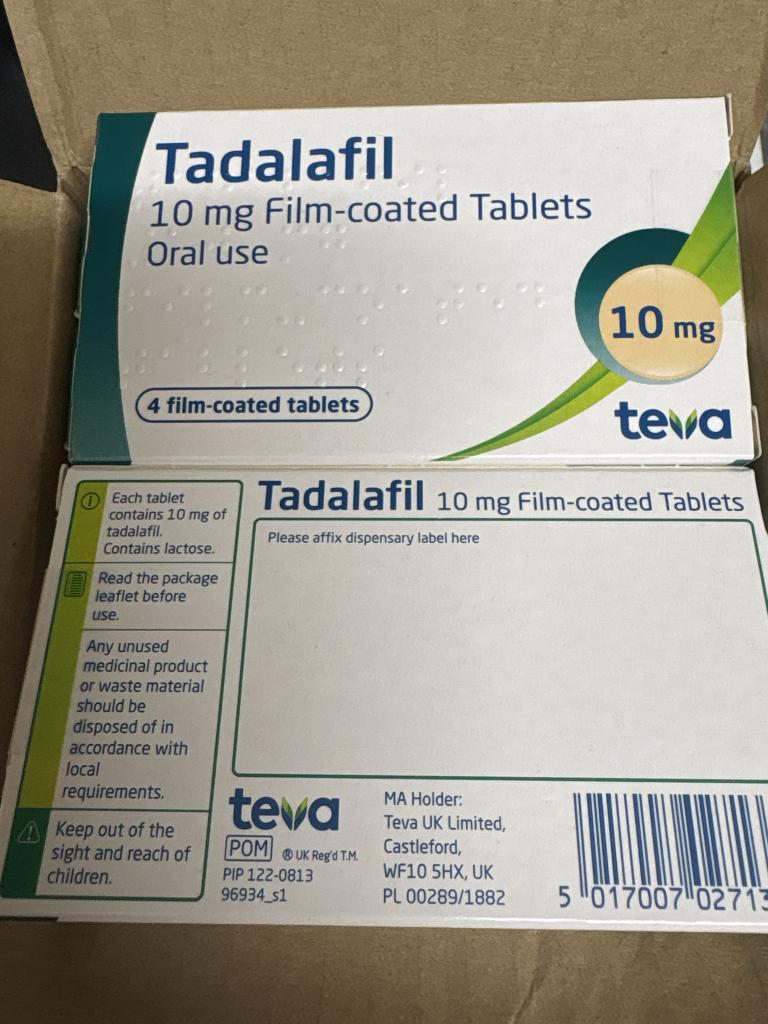 Tadalafil
10 mg Film-coated Tablets
Oral use
10 mg
4 film-coated tablets
teva
Each tablet
contains 10 mg of
tadalafil.
Contains lactose.
Read the package
leaflet before
use.
Any unused
medicinal product
or waste material
should be
disposed of in
accordance with
local
requirements.
Keep out of the
sight and reach of
children.
Tadalafil 10 mg Film-coated Tablets
Please affix dispensary label here
teva
POM ® UK Reg'd T.M.
PIP 122-0813
96934_s1
MA Holder:
Teva UK Limited,
Castleford,
WF10 5HX, UK
PL 00289/1882
5 017007 02713